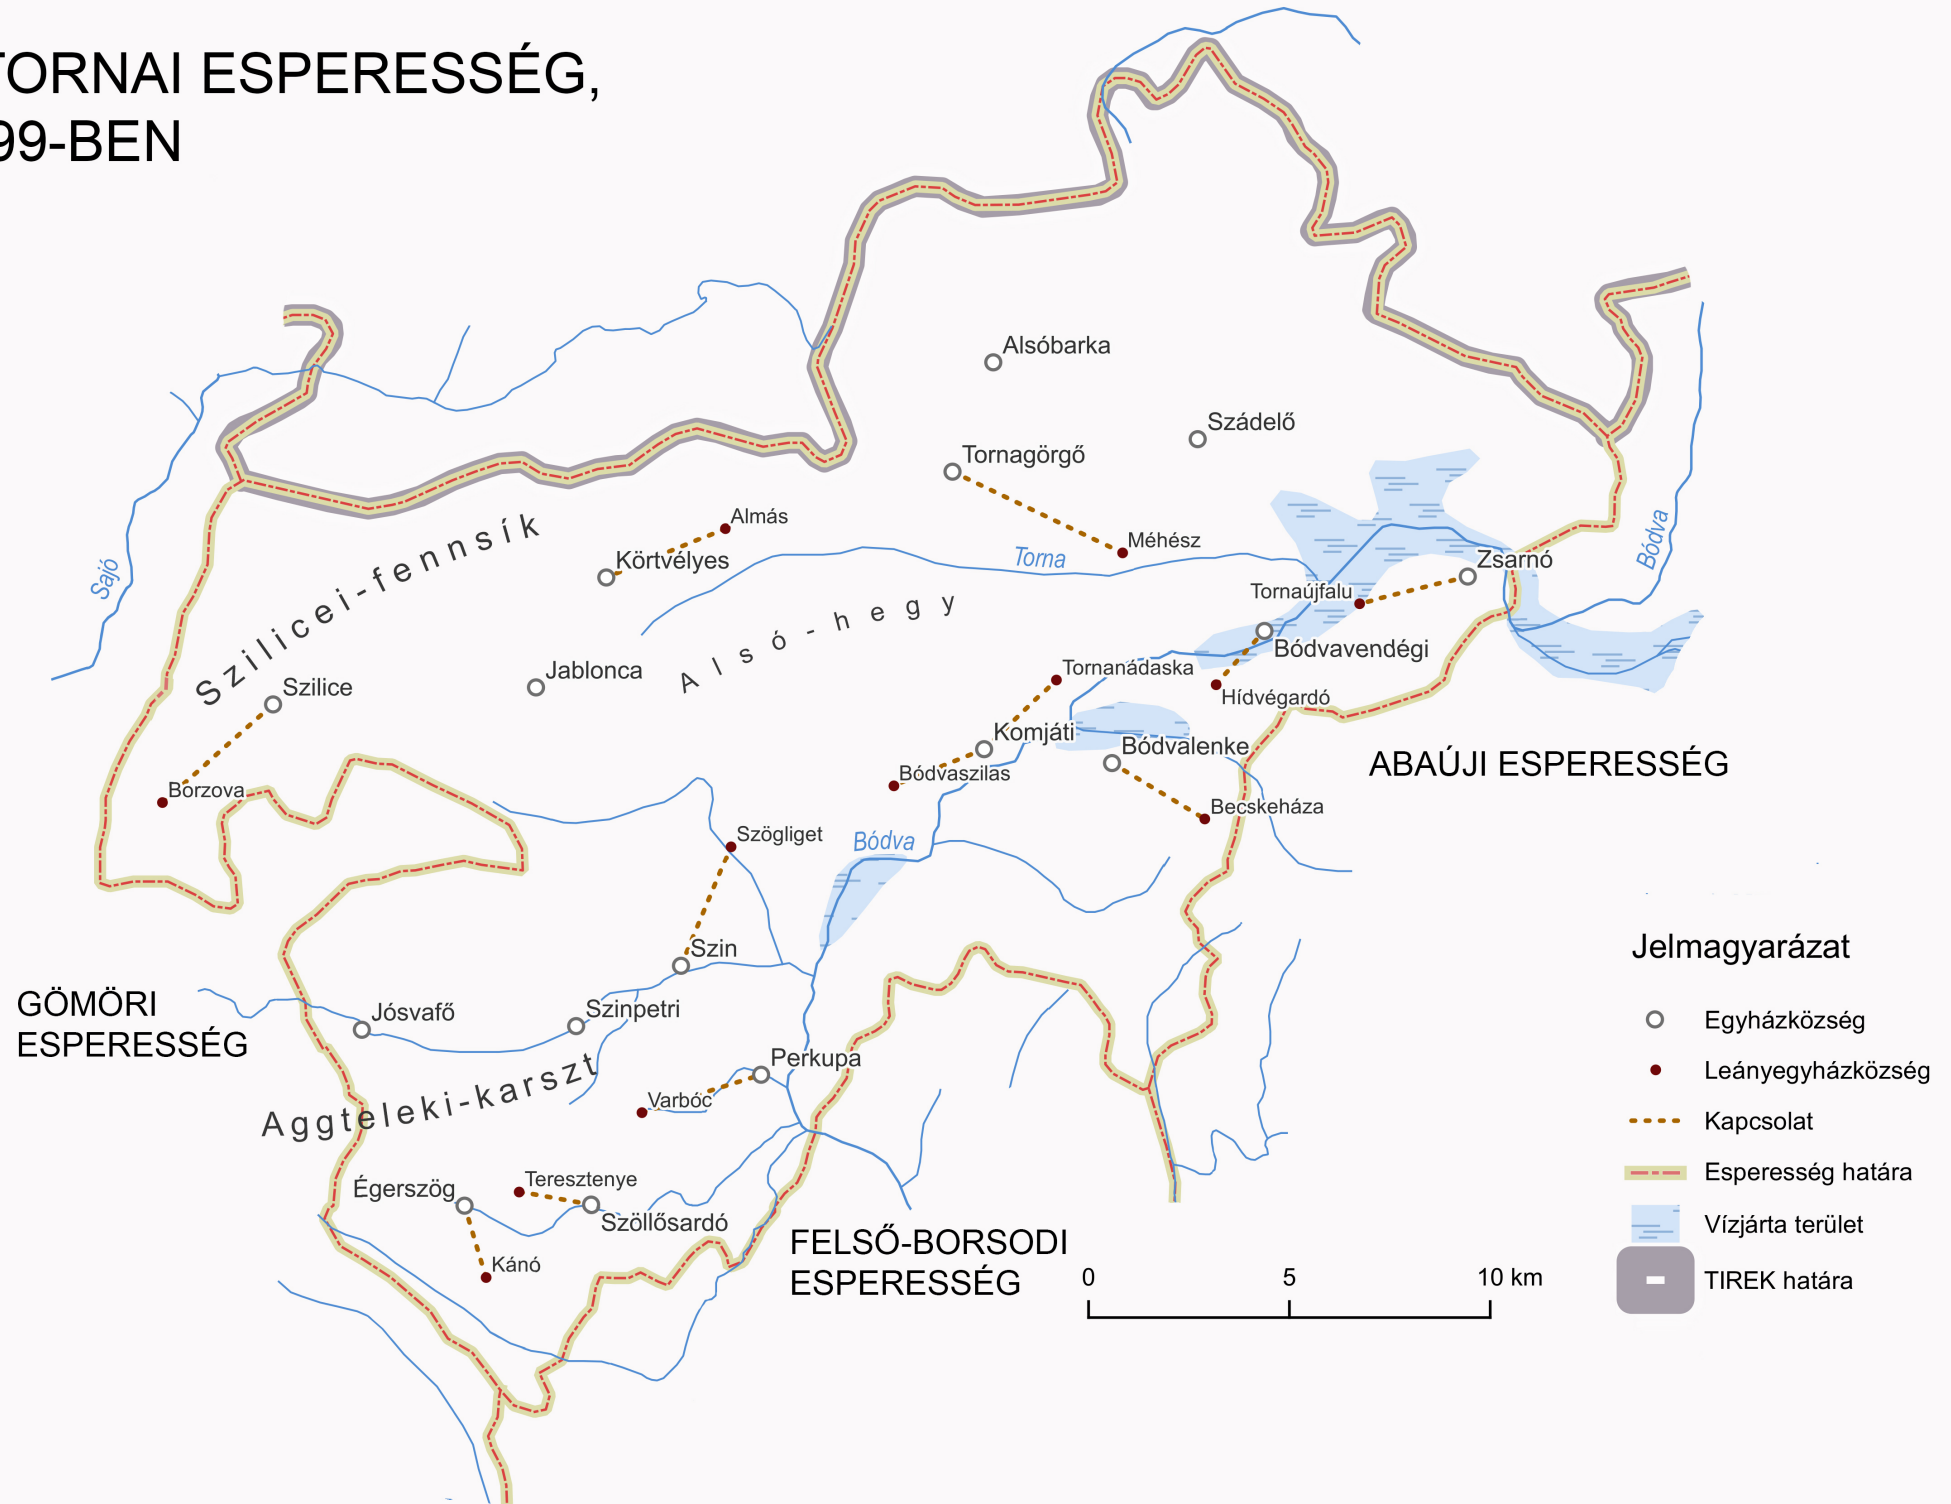 TORNAI ESPERESSÉG,
99-BEN
Alsóbarka
Szádelő
Tornagörgő
Almás
Méhész
Körtvélyes
Torna
Zsarnó
Bódva
Sajó
Szilicei-fennsík
Tornaújfalu
Alsó-hegy
Bódvavendégi
Jablonca
Tornanádaska
Szilice
Hídvégardó
Komjáti
Bódvalenke
ABAÚJI ESPERESSÉG
Bódvaszilas
Borzova
Becskeháza
Szögliget
Bódva
Szin
GÖMÖRI
ESPERESSÉG
Jósvafő
Szinpetri
Perkupa
Aggteleki-karszt
Varbóc
Égerszög
Teresztenye
Szöllősardó
Kánó
FELSŐ-BORSODI
ESPERESSÉG
0 5 10 km
Jelmagyarázat
Egyházközség
Leányegyházközség
Kapcsolat
Esperesség határa
Vízjárta terület
TIREK határa